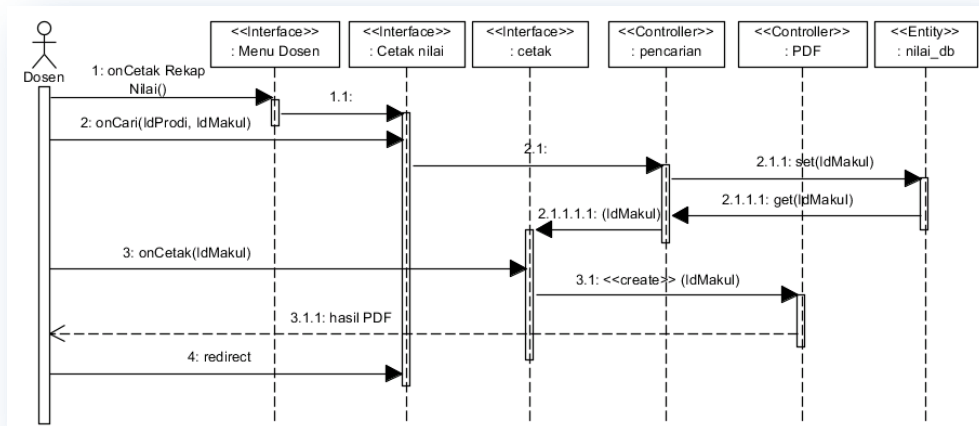 <<Interface>>
: Menu Dosen
<<Interface>>
: Cetak nilai
<<Interface>>
: cetak
<<Controller>>
: pencarian
<<Controller>>
: PDF
<<Entity>>
: nilai_db
Dosen
1: onCetak Rekap
Nilai()
1.1:
2: onCari(IdProdi, IdMakul)
2.1:
2.1.1: set(IdMakul)
2.1.1.1: get(IdMakul)
2.1.1.1.1: (IdMakul)
3: onCetak(IdMakul)
3.1: <<create>> (IdMakul)
3.1.1: hasil PDF
4: redirect